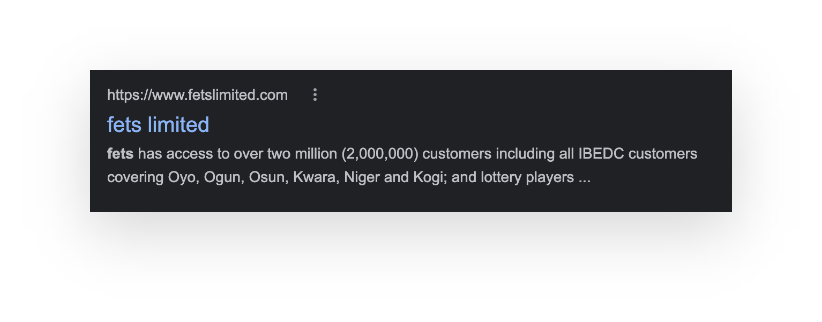 https://www.fetslimited.com
fets limited
fets has access to over two million (2,000,000) customers including all IBEDC customers
covering Oyo, Ogun, Osun, Kwara, Niger and Kogi; and lottery players ...